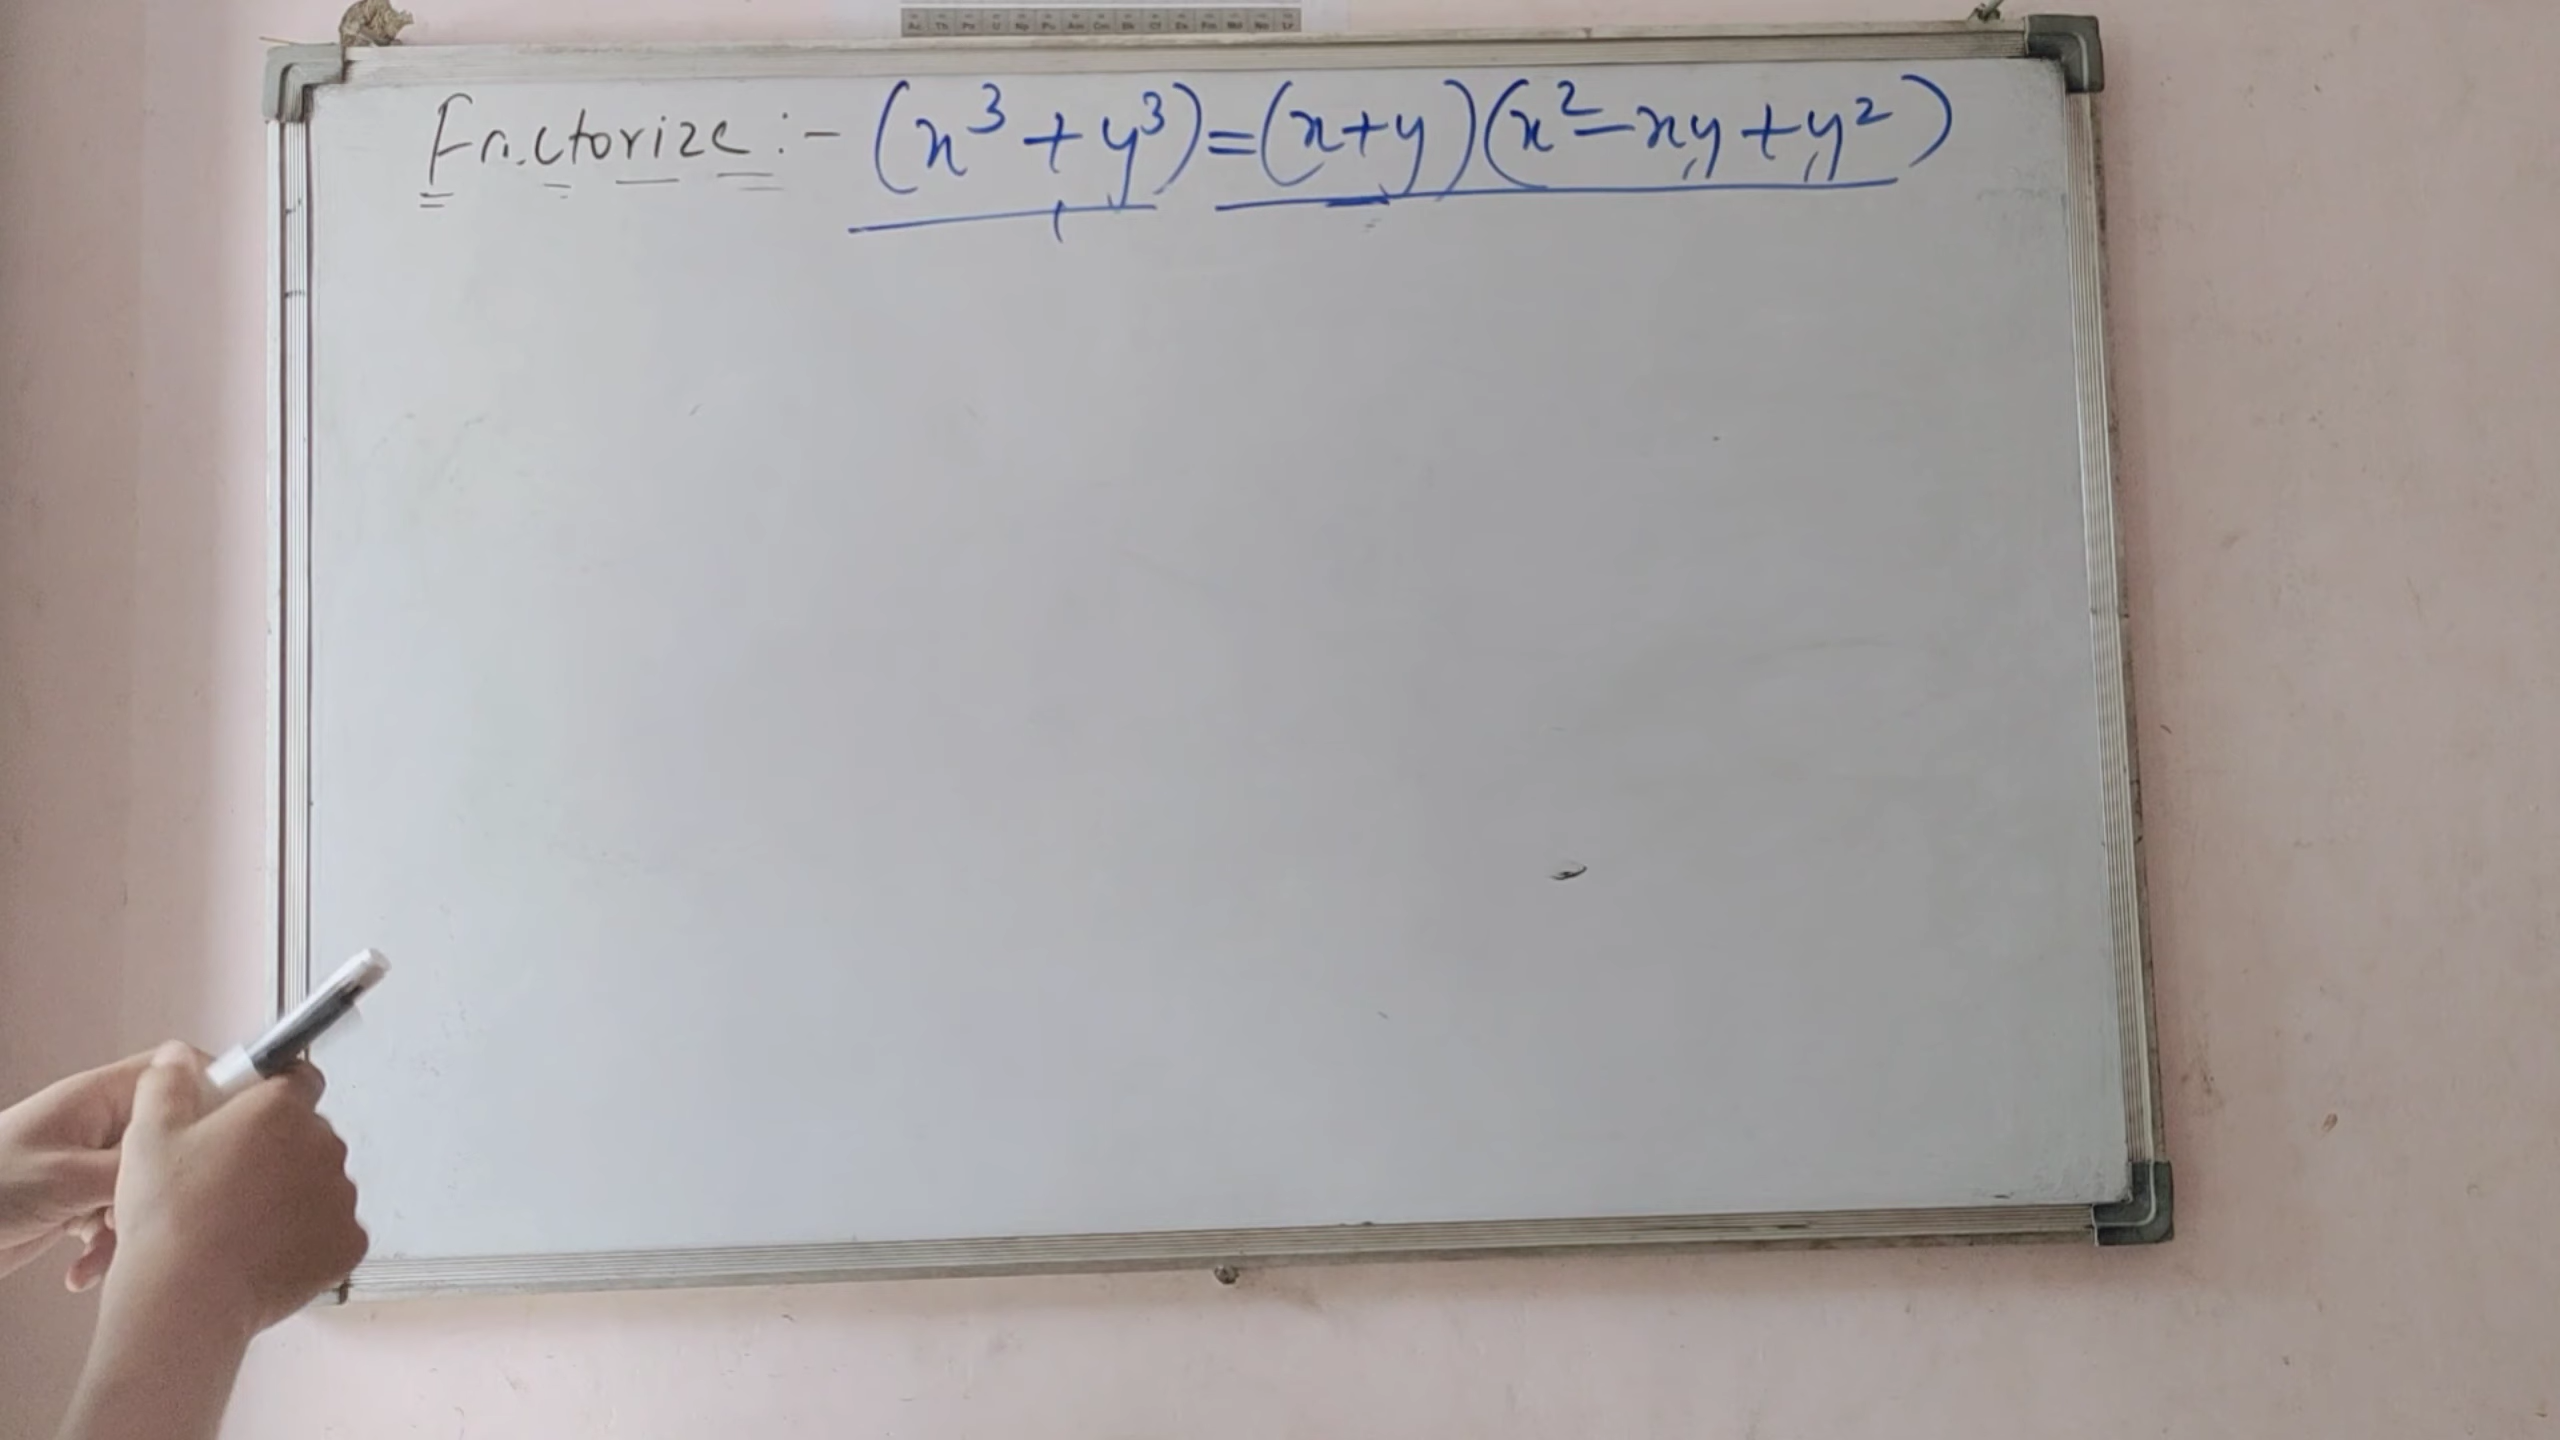 Factorize :- (x³ + y³) = (x+y)(x² - xy + y²)